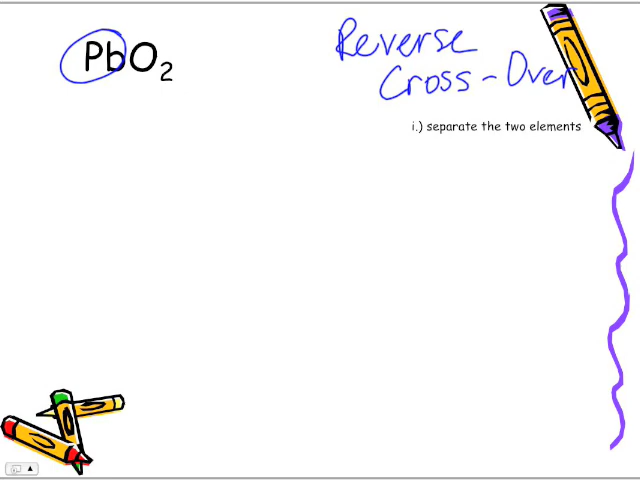 PbO₂
Reverse
Cross-Over
i.) separate the two elements